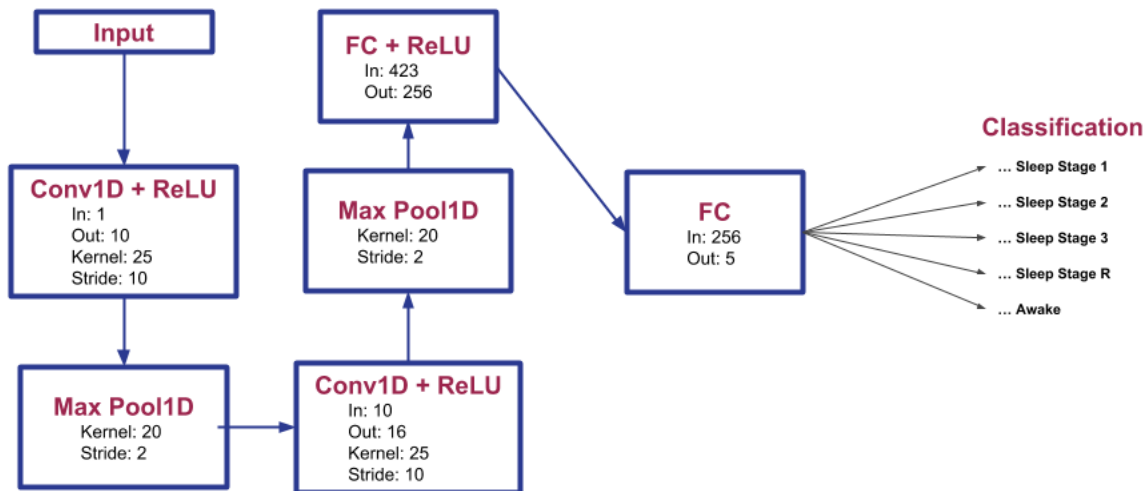 Input
Conv1D + ReLU
In: 1
Out: 10
Kernel: 25
Stride: 10
Max Pool1D
Kernel: 20
Stride: 2
Conv1D + ReLU
In: 10
Out: 16
Kernel: 25
Stride: 10
Max Pool1D
Kernel: 20
Stride: 2
FC + ReLU
In: 423
Out: 256
FC
In: 256
Out: 5
Classification
... Sleep Stage 1
... Sleep Stage 2
... Sleep Stage 3
... Sleep Stage R
... Awake